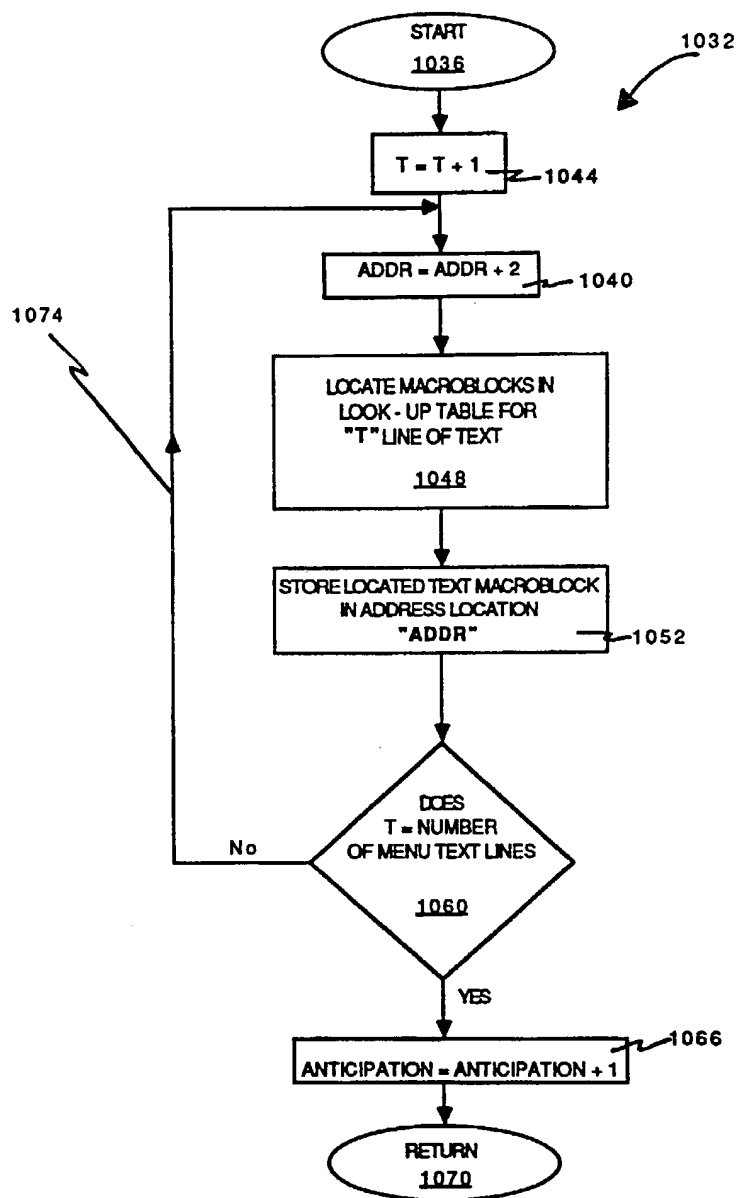 START
1036
1032
T = T + 1
1044
ADDR = ADDR + 2
1040
1074
LOCATE MACROBLOCKS IN
LOOK - UP TABLE FOR
"T" LINE OF TEXT
1048
STORE LOCATED TEXT MACROBLOCK
IN ADDRESS LOCATION
"ADDR"
1052
DOES
T = NUMBER
OF MENU TEXT LINES
1060
No
YES
1066
ANTICIPATION = ANTICIPATION + 1
RETURN
1070